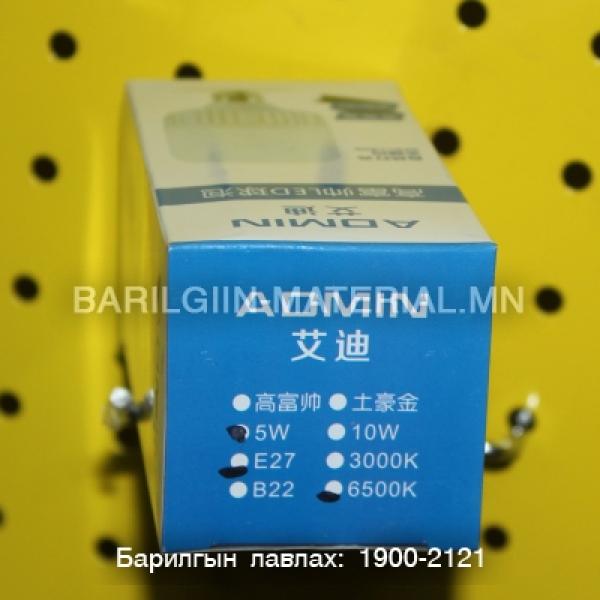 高富帅LED球泡
艾迪
ADMIN
BARILGIIN-MATERIAL.MN
ADMIN
艾迪
高富帅 土豪金
5W 10W
E27 3000K
B22 6500K
Барилгын лавлах: 1900-2121